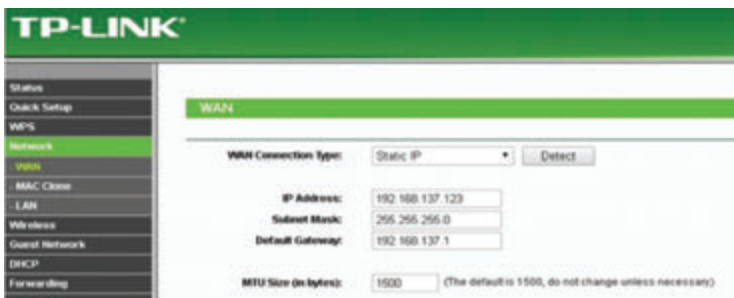 TP-LINK®
Status
Quick Setup
WPS
Network
- WAN
- MAC Clone
- LAN
Wireless
Guest Network
DHCP
Forwarding
WAN
WAN Connection Type: Static IP Detect
IP Address: 192.168.137.123
Subnet Mask: 255.255.255.0
Default Gateway: 192.168.137.1
MTU Size (in bytes): 1500 (The default is 1500, do not change unless necessary)